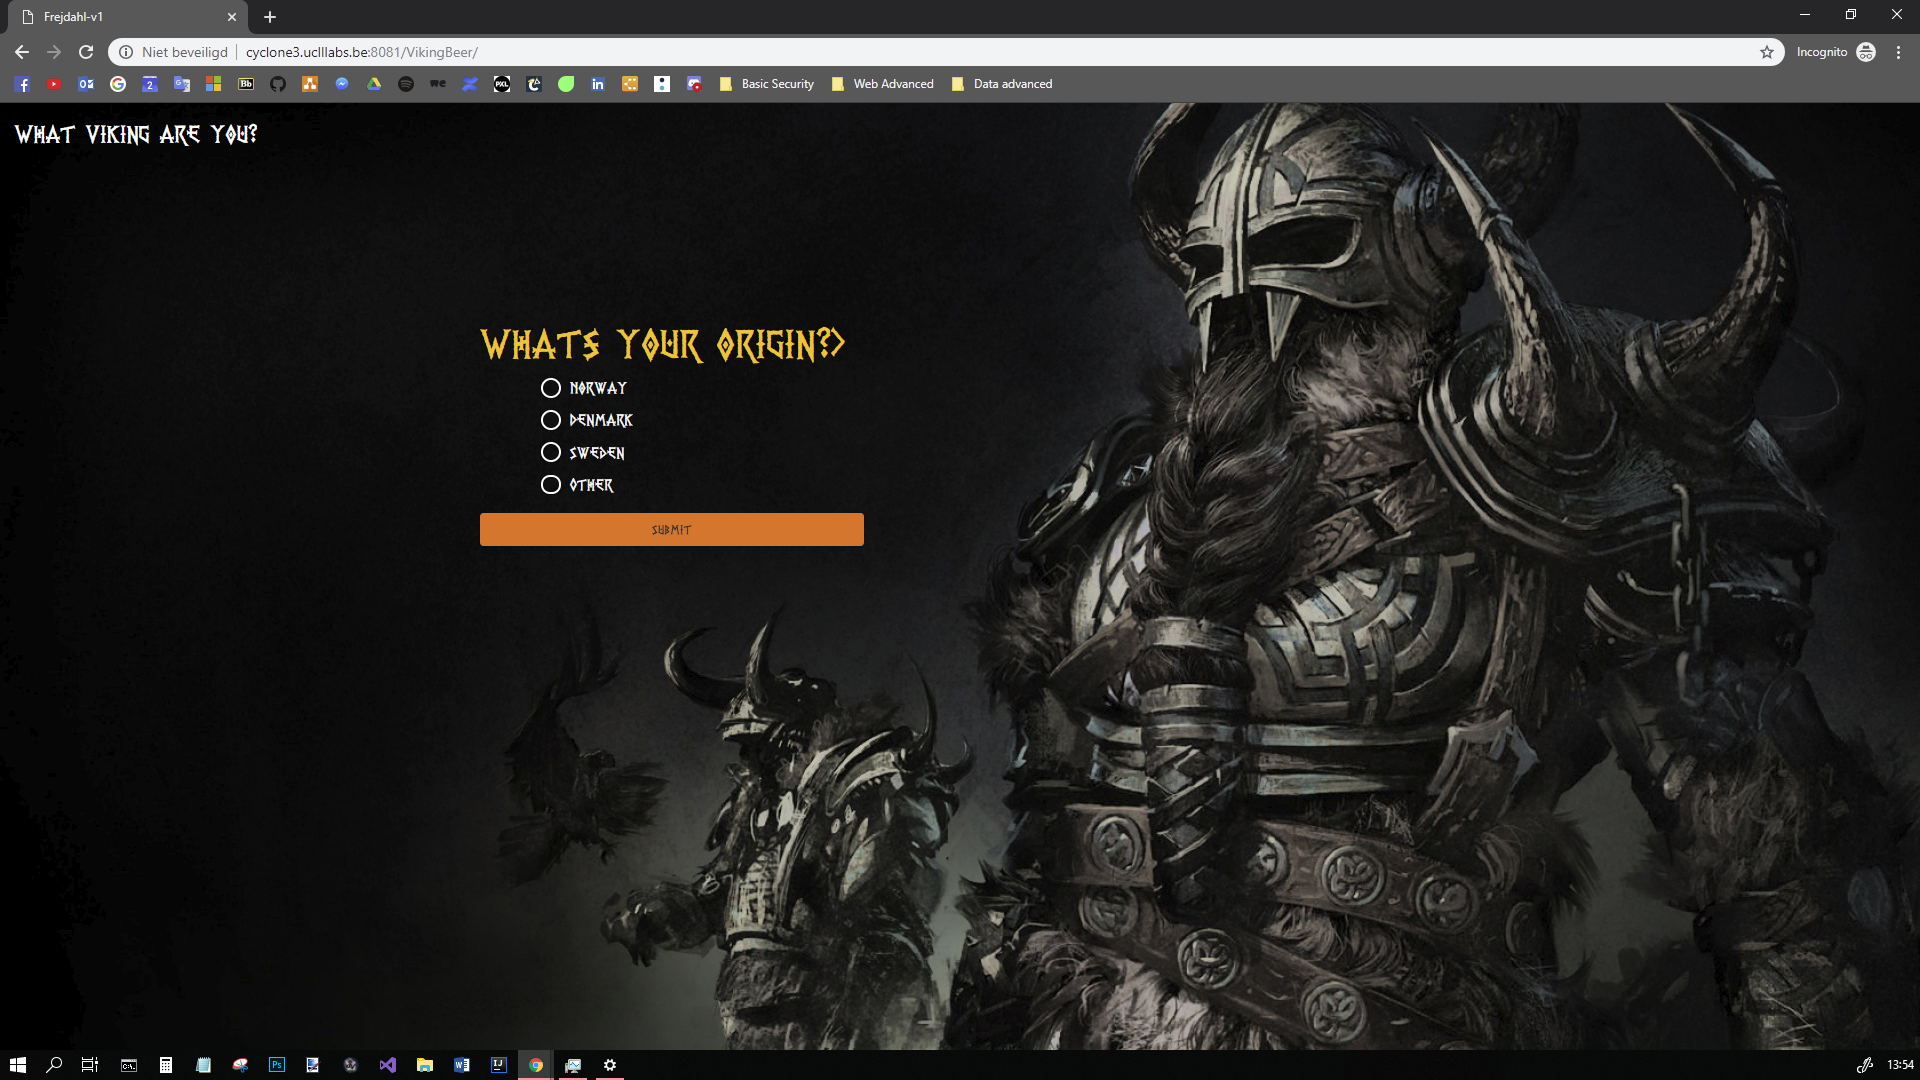 Frejdahl-v1
Niet beveiligd
cyclone3.uclllabs.be:8081/VikingBeer/
Incognito
Basic Security
Web Advanced
Data advanced
WHAT VIKING ARE YOU?
WHATS YOUR ORIGIN?>
NORWAY
DENMARK
SWEDEN
OTHER
SUBMIT
13:54